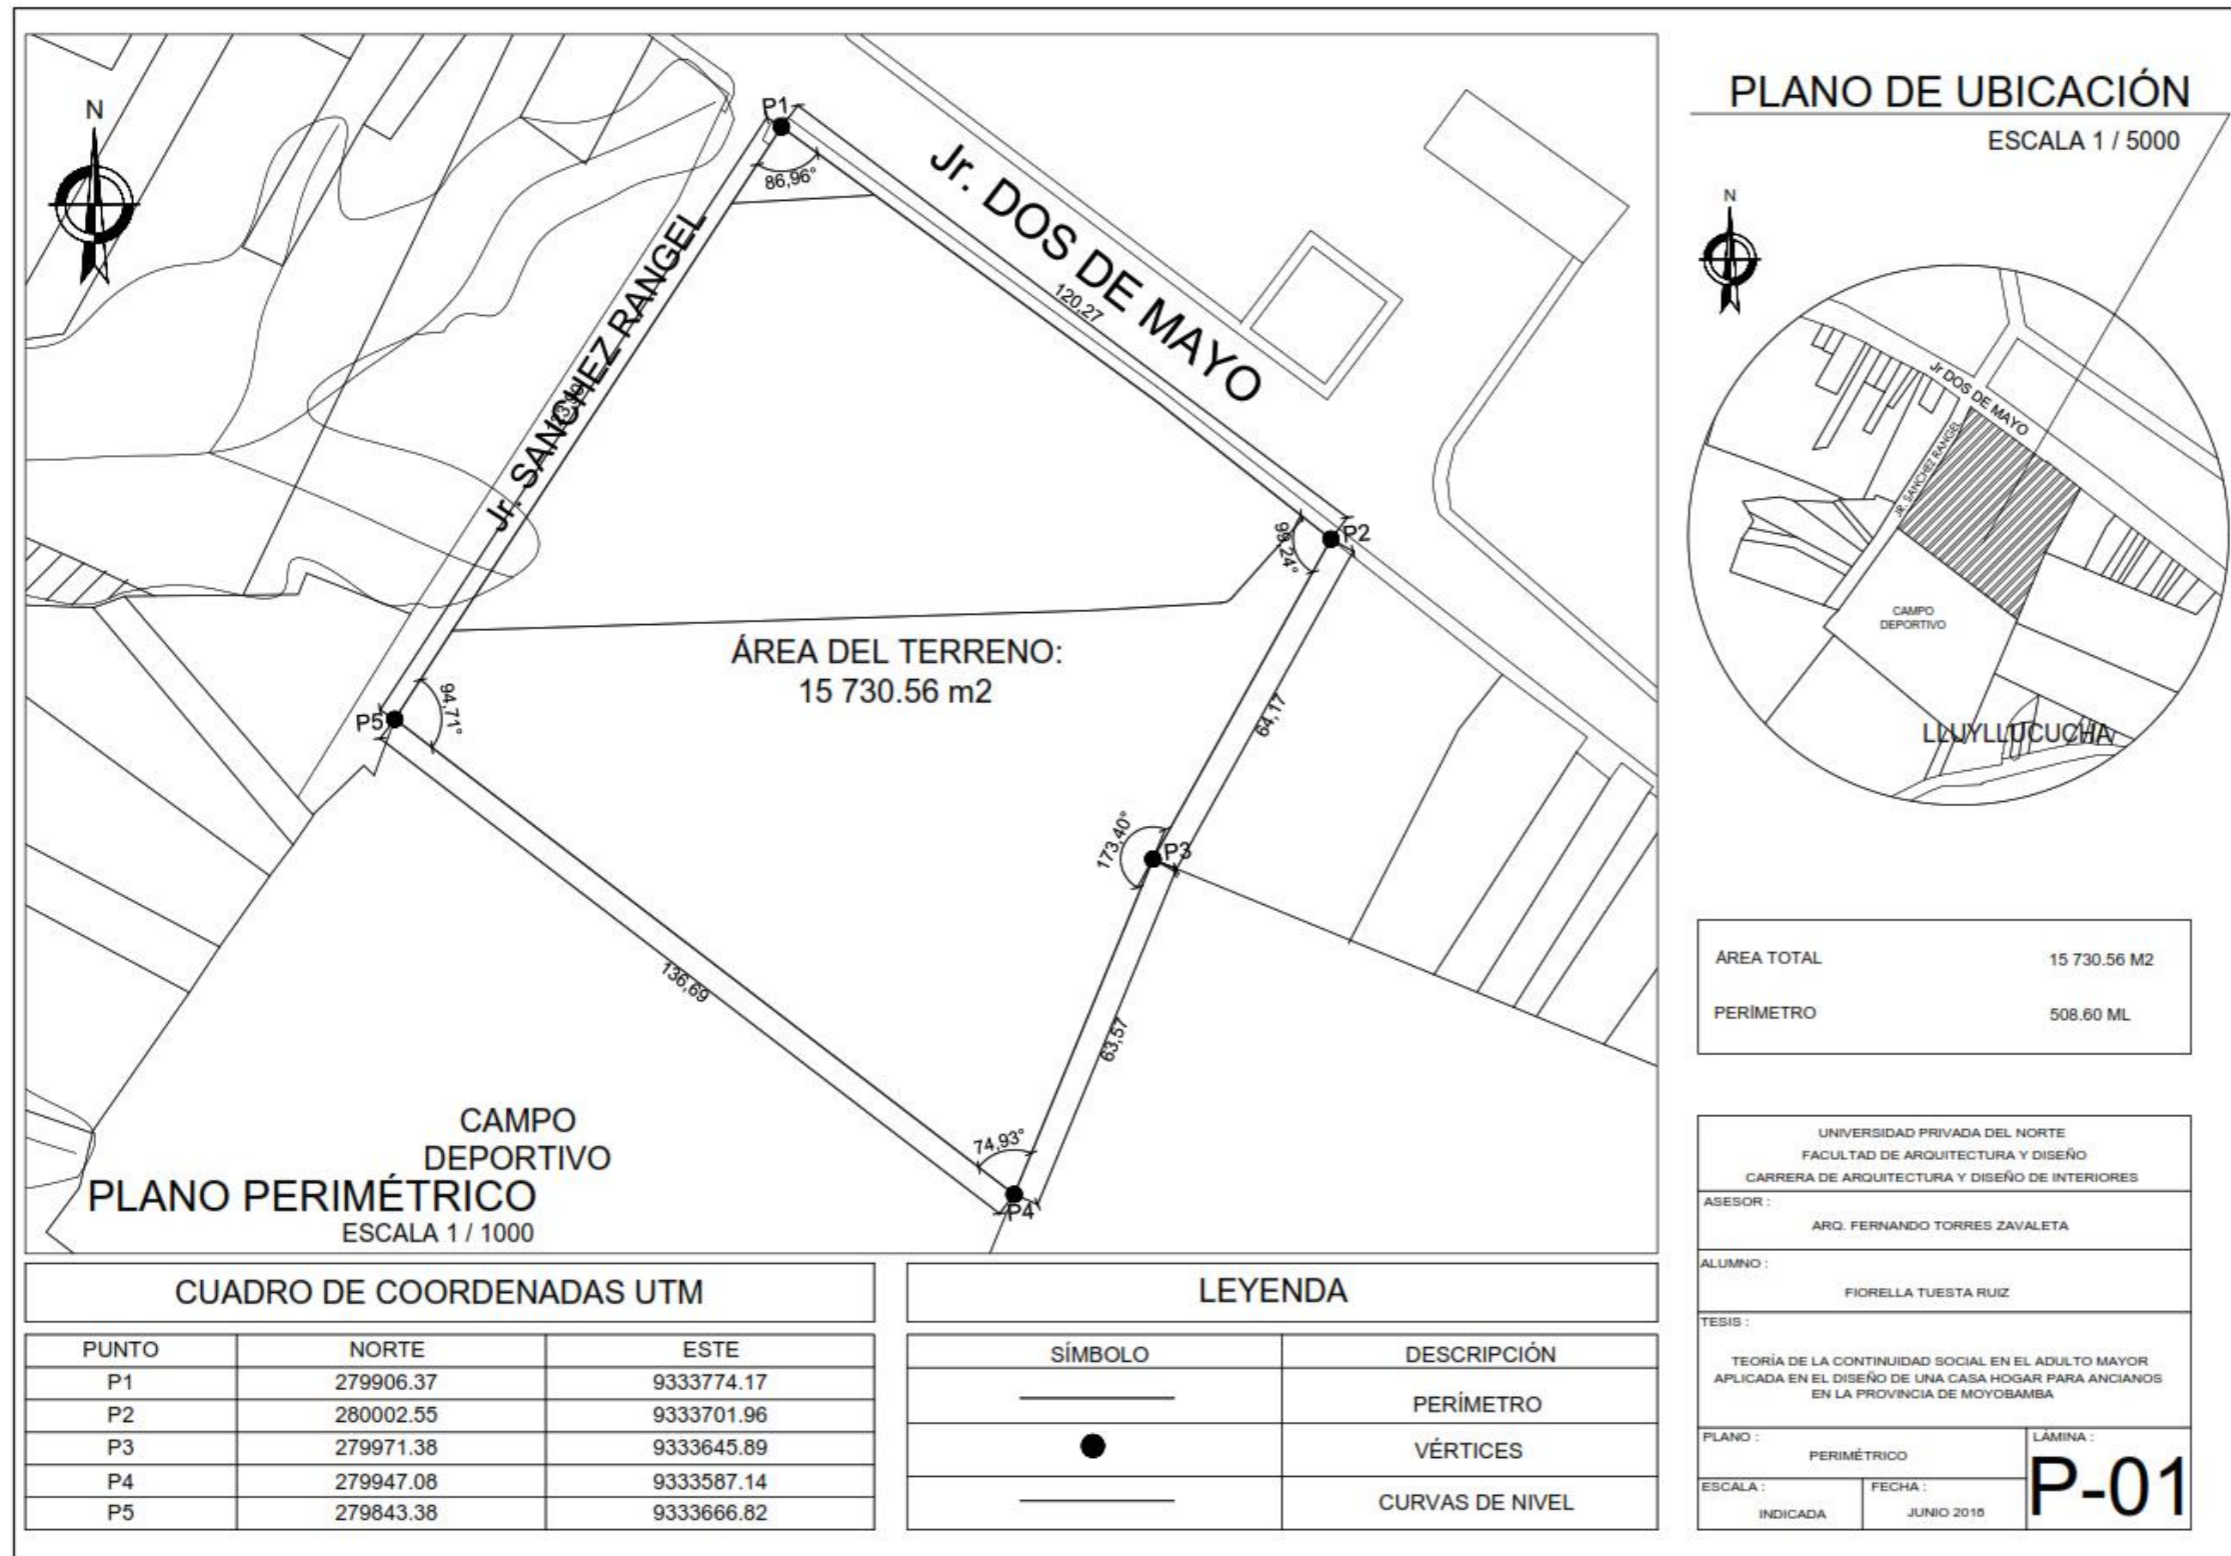 N
P1
86,96°
Jr. DOS DE MAYO
120,27
Jr. SANCHEZ RANGEL
P2
99,24°
ÁREA DEL TERRENO:
15 730.56 m2
64,17
P5
94,71°
173,40°
P3
136,69
63,57
74,93°
P4
CAMPO
DEPORTIVO
PLANO PERIMÉTRICO
ESCALA 1 / 1000
PLANO DE UBICACIÓN
ESCALA 1 / 5000
N
Jr DOS DE MAYO
JR. SANCHEZ RANGEL
CAMPO
DEPORTIVO
LLUYLLUCUCHA
ÁREA TOTAL 15 730.56 M2
PERÍMETRO 508.60 ML
UNIVERSIDAD PRIVADA DEL NORTE
FACULTAD DE ARQUITECTURA Y DISEÑO
CARRERA DE ARQUITECTURA Y DISEÑO DE INTERIORES
ASESOR :
ARQ. FERNANDO TORRES ZAVALETA
ALUMNO :
FIORELLA TUESTA RUIZ
TESIS :
TEORÍA DE LA CONTINUIDAD SOCIAL EN EL ADULTO MAYOR
APLICADA EN EL DISEÑO DE UNA CASA HOGAR PARA ANCIANOS
EN LA PROVINCIA DE MOYOBAMBA
PLANO :
PERIMÉTRICO
LÁMINA :
P-01
ESCALA :
INDICADA
FECHA :
JUNIO 2018
CUADRO DE COORDENADAS UTM
PUNTO NORTE ESTE
P1 279906.37 9333774.17
P2 280002.55 9333701.96
P3 279971.38 9333645.89
P4 279947.08 9333587.14
P5 279843.38 9333666.82
LEYENDA
SÍMBOLO DESCRIPCIÓN
PERÍMETRO
VÉRTICES
CURVAS DE NIVEL